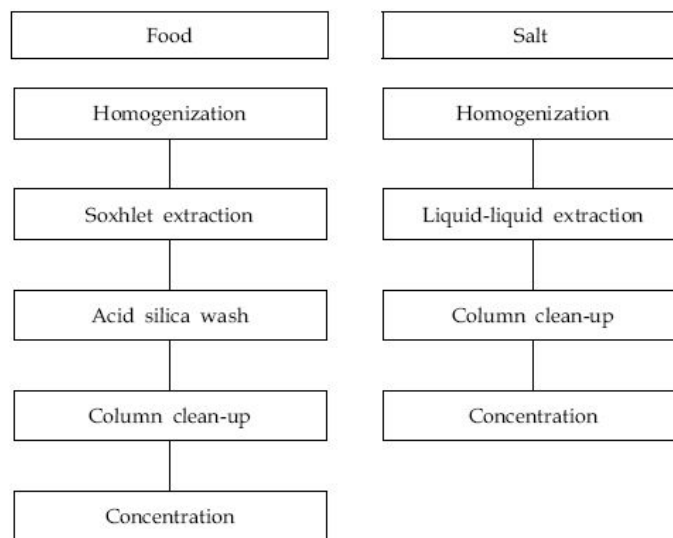 Food
Homogenization
Soxhlet extraction
Acid silica wash
Column clean-up
Concentration
Salt
Homogenization
Liquid-liquid extraction
Column clean-up
Concentration